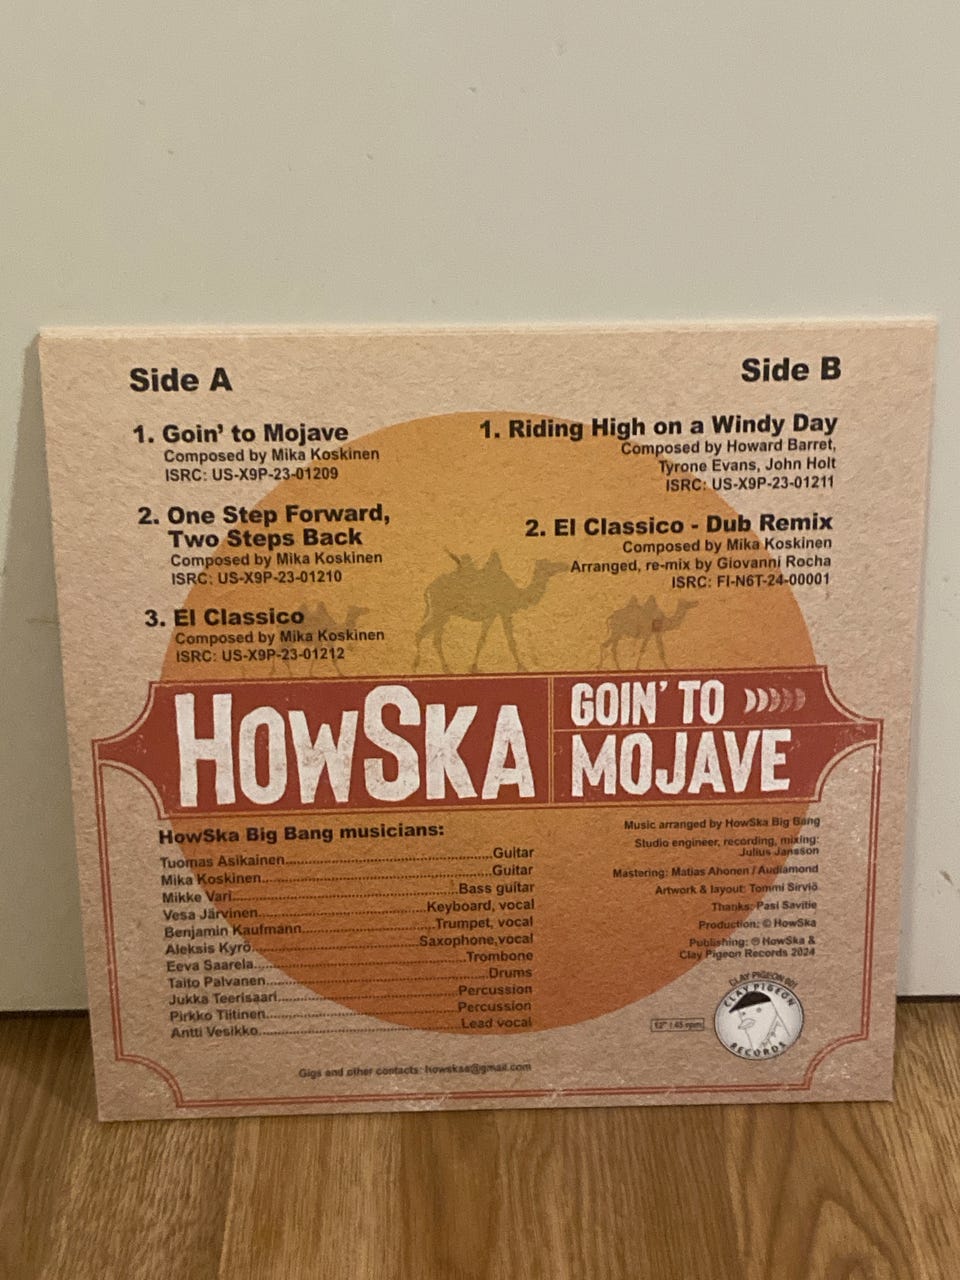 Side A
1. Goin' to Mojave
Composed by Mika Koskinen
ISRC: US-X9P-23-01209
2. One Step Forward,
Two Steps Back
Composed by Mika Koskinen
ISRC: US-X9P-23-01210
3. El Classico
Composed by Mika Koskinen
ISRC: US-X9P-23-01212
Side B
1. Riding High on a Windy Day
Composed by Howard Barret,
Tyrone Evans, John Holt
ISRC: US-X9P-23-01211
2. El Classico - Dub Remix
Composed by Mika Koskinen
Arranged, re-mix by Giovanni Rocha
ISRC: FI-N6T-24-00001
HOWSKA
GOIN' TO
MOJAVE
HowSka Big Bang musicians:
Tuomas Asikainen Guitar
Mika Koskinen Guitar
Mikke Vari Bass guitar
Vesa Järvinen Keyboard, vocal
Benjamin Kaufmann Trumpet, vocal
Aleksis Kyrö Saxophone,vocal
Eeva Saarela Trombone
Taito Palvanen Drums
Jukka Teerisaari Percussion
Pirkko Tiitinen Percussion
Antti Vesikko Lead vocal
Gigs and other contacts: howskaa@gmail.com
Music arranged by HowSka Big Bang
Studio engineer, recording, mixing:
Julius Jansson
Mastering: Matias Ahonen / Audiamond
Artwork & layout: Tommi Sirviö
Thanks: Pasi Savitie
Production: © HowSka
Publishing: ℗ HowSka &
Clay Pigeon Records 2024
12" | 45 rpm
CLAY PIGEON 001
CLAY PIGEON
RECORDS